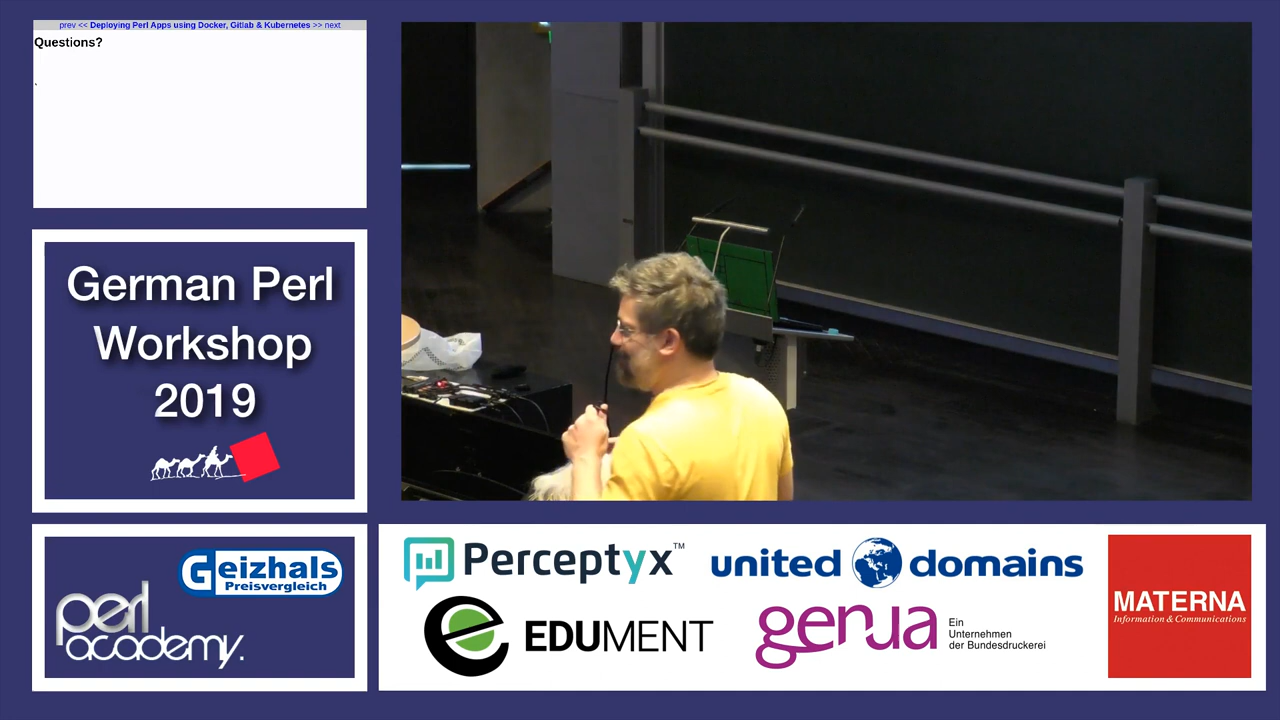 prev << Deploying Perl Apps using Docker, Gitlab & Kubernetes >> next
Questions?
German Perl
Workshop
2019
Geizhals
Preisvergleich
perl
academy.
Perceptyx™
united domains
EDUMENT
genua
Ein
Unternehmen
der Bundesdruckerei
MATERNA
Information & Communications